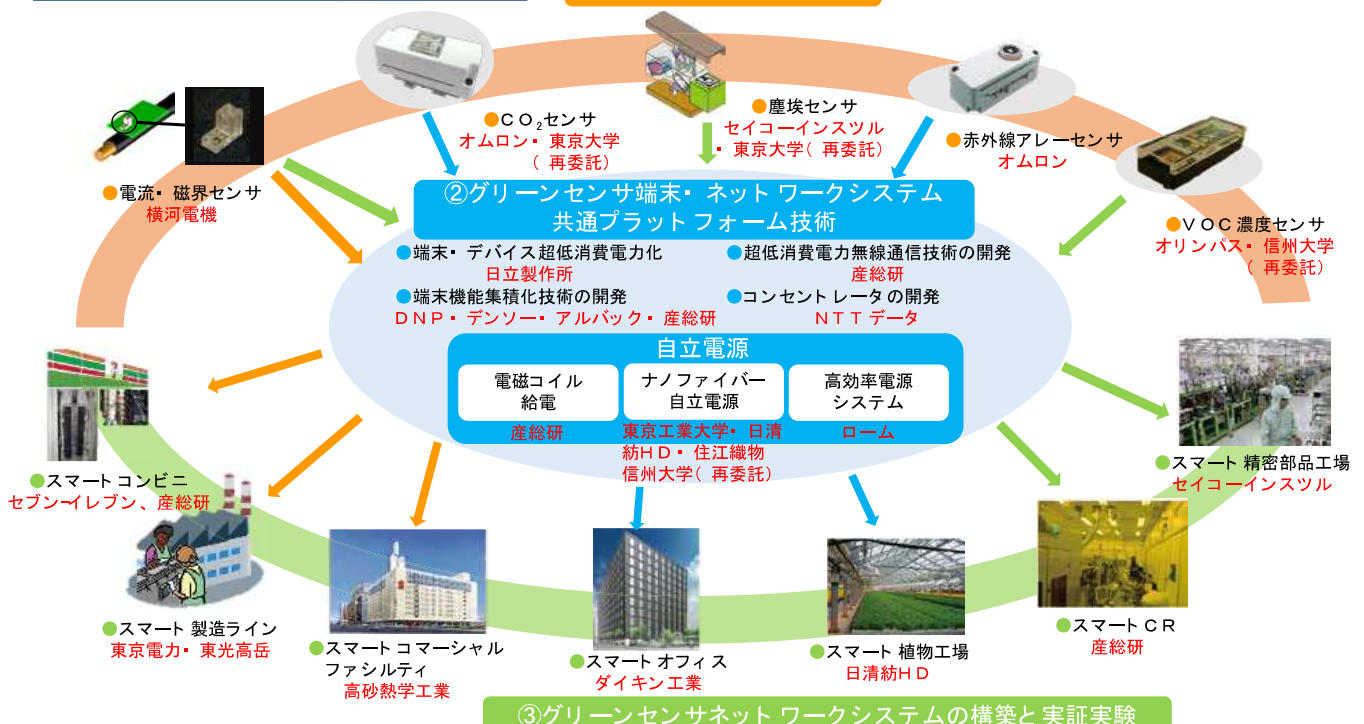 ●CO₂センサ
オムロン・東京大学
(再委託)
●塵埃センサ
セイコーインスツル
・東京大学(再委託)
●赤外線アレーセンサ
オムロン
●電流・磁界センサ
横河電機
●VOC濃度センサ
オリンパス・信州大学
(再委託)
②グリーンセンサ端末・ネットワークシステム
共通プラットフォーム技術
●端末・デバイス超低消費電力化
日立製作所
●超低消費電力無線通信技術の開発
産総研
●端末機能集積化技術の開発
DNP・デンソー・アルバック・産総研
●コンセントレータの開発
NTTデータ
自立電源
電磁コイル
給電
ナノファイバー
自立電源
高効率電源
システム
産総研
東京工業大学・日清
紡HD・住江織物
信州大学(再委託)
ローム
●スマートコンビニ
セブン-イレブン、産総研
●スマート精密部品工場
セイコーインスツル
●スマート製造ライン
東京電力・東光高岳
●スマートコマーシャル
ファシルティ
高砂熱学工業
●スマートオフィス
ダイキン工業
●スマート植物工場
日清紡HD
●スマートCR
産総研
③グリーンセンサネットワークシステムの構築と実証実験